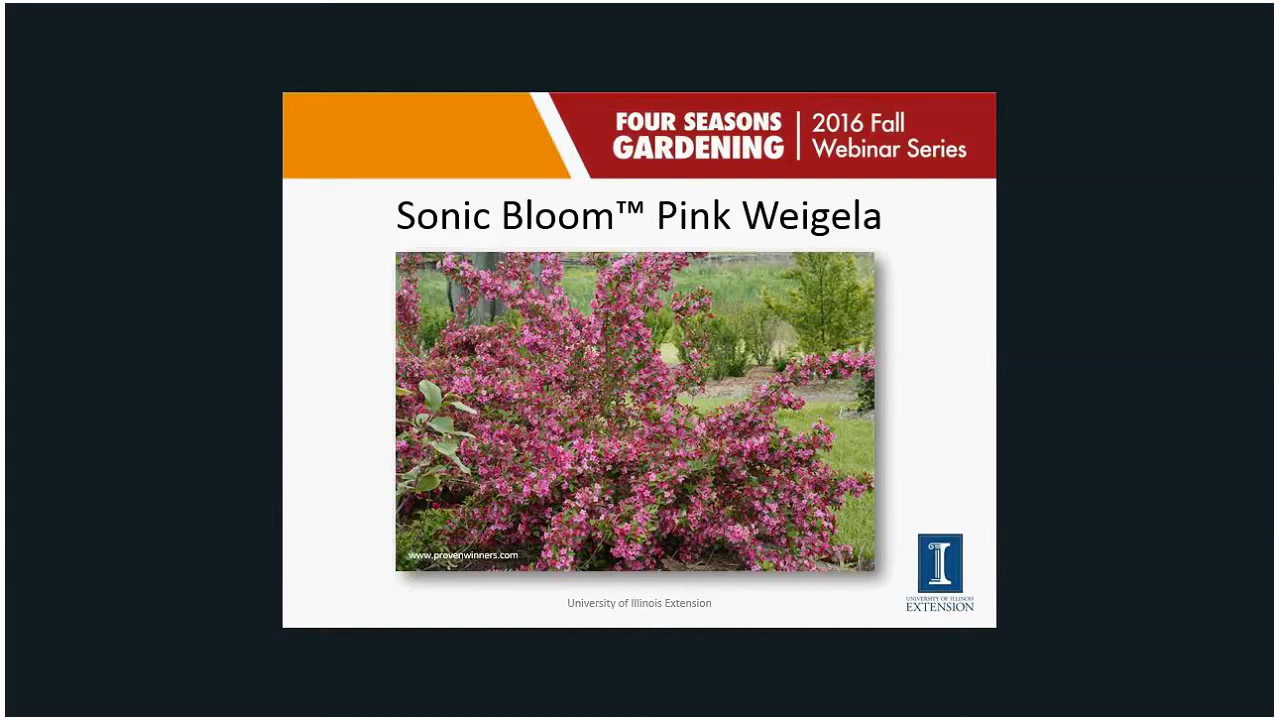 FOUR SEASONS
GARDENING
2016 Fall
Webinar Series
Sonic Bloom™ Pink Weigela
www.provenwinners.com
University of Illinois Extension
I
UNIVERSITY OF ILLINOIS
EXTENSION